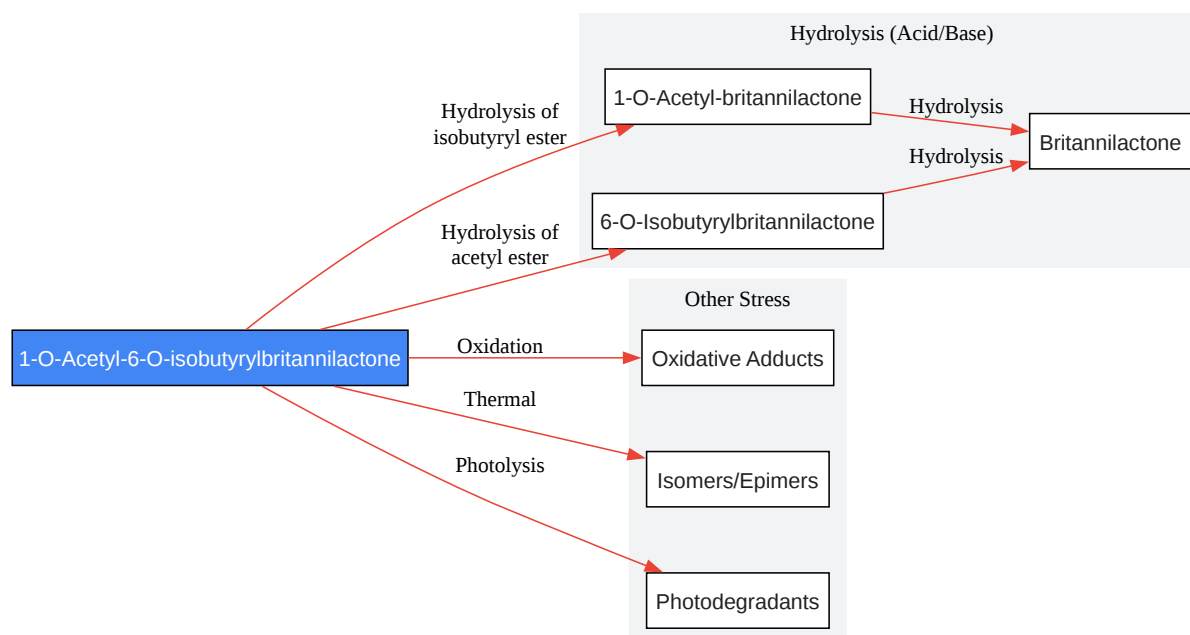 Hydrolysis (Acid/Base)
1-O-Acetyl-britannilactone
Hydrolysis
Britannilactone
Hydrolysis
6-O-Isobutyrylbritannilactone
Hydrolysis of
isobutyryl ester
Hydrolysis of
acetyl ester
Other Stress
1-O-Acetyl-6-O-isobutyrylbritannilactone
Oxidation
Oxidative Adducts
Thermal
Isomers/Epimers
Photolysis
Photodegradants